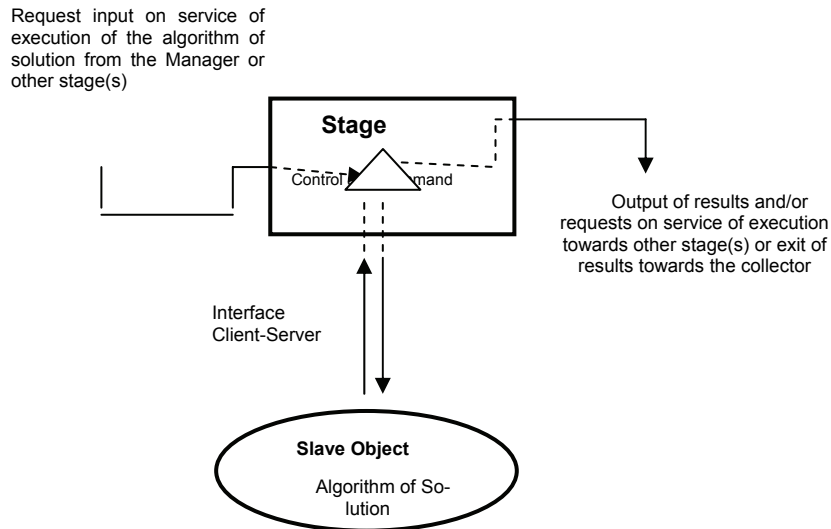 Request input on service of
execution of the algorithm of
solution from the Manager or
other stage(s)
Stage
Control mand
Output of results and/or
requests on service of execution
towards other stage(s) or exit of
results towards the collector
Interface
Client-Server
Slave Object
Algorithm of So-
lution